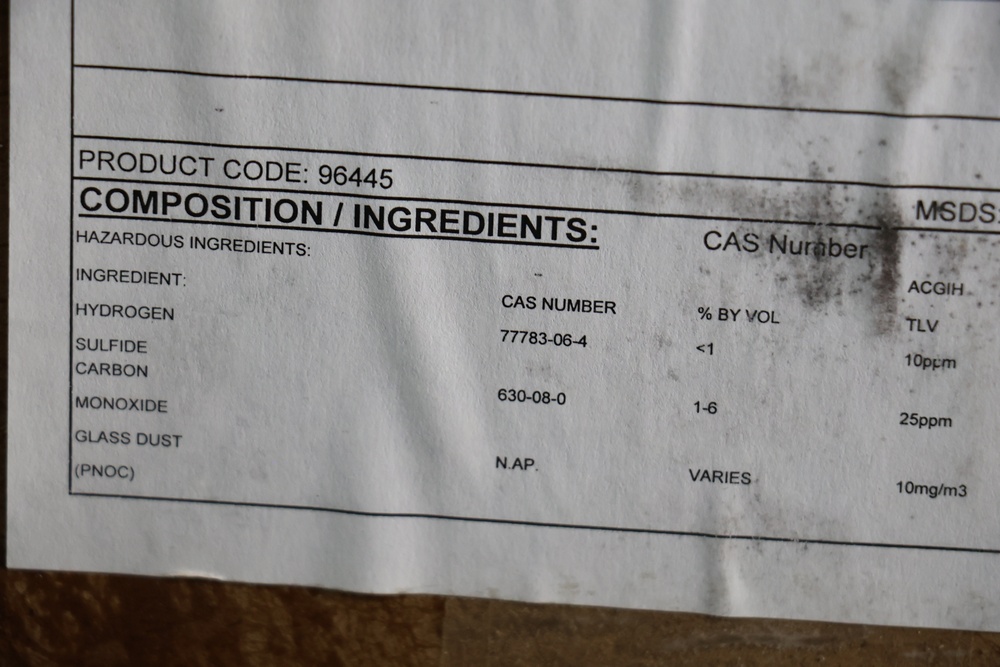 PRODUCT CODE: 96445
MSDS
COMPOSITION / INGREDIENTS:
CAS Number
HAZARDOUS INGREDIENTS:
ACGIH
INGREDIENT:
CAS NUMBER
% BY VOL
TLV
HYDROGEN
77783-06-4
<1
10ppm
SULFIDE
CARBON
630-08-0
1-6
25ppm
MONOXIDE
GLASS DUST
N.AP.
VARIES
10mg/m3
(PNOC)